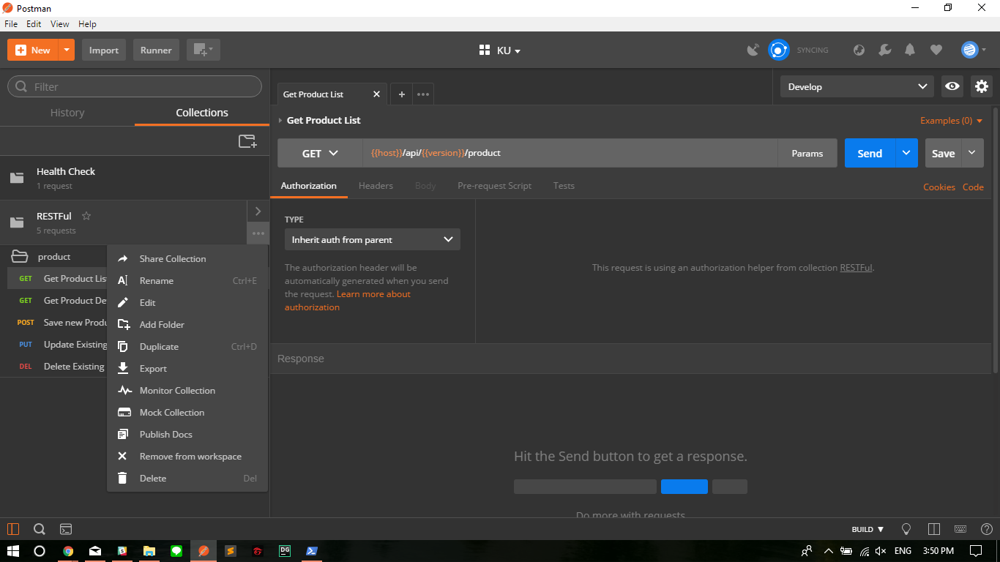 Postman
File Edit View Help
New Import Runner KU SYNCING
Filter
History Collections
Health Check
1 request
RESTFul
5 requests
product
GET Get Product Lis
GET Get Product De
POST Save new Produ
PUT Update Existing
DEL Delete Existing
Share Collection
Rename Ctrl+E
Edit
Add Folder
Duplicate Ctrl+D
Export
Monitor Collection
Mock Collection
Publish Docs
Remove from workspace
Delete Del
Get Product List
Develop
Get Product List Examples (0)
GET {{host}}/api/{{version}}/product Params Send Save
Authorization Headers Body Pre-request Script Tests Cookies Code
TYPE
Inherit auth from parent
The authorization header will be
automatically generated when you send
the request. Learn more about
authorization
This request is using an authorization helper from collection RESTFul.
Response
Hit the Send button to get a response.
Do more with requests
BUILD
DG
ENG 3:50 PM